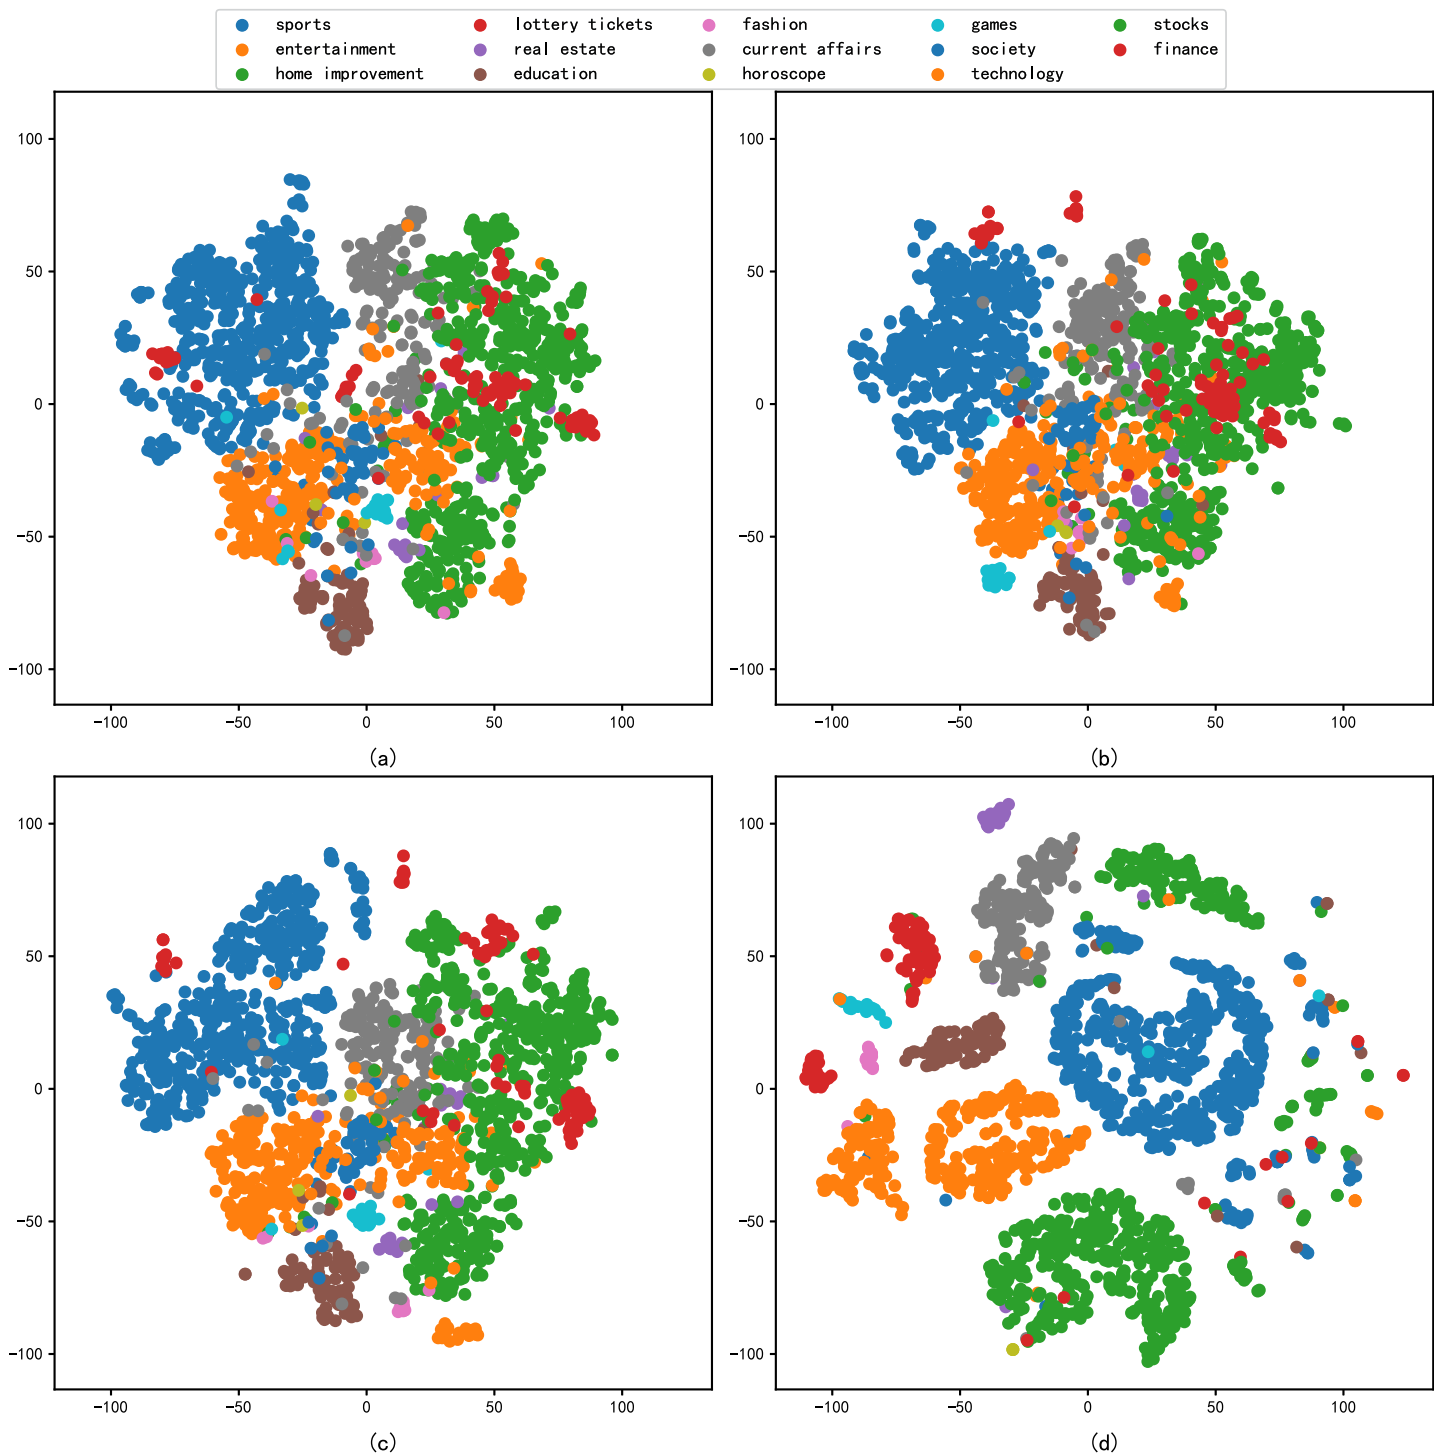 sports lottery tickets fashion games stocks
entertainment real estate current affairs society finance
home improvement education horoscope technology
100 100
50 50
0 0
−50 −50
−100 −100
−100 −50 0 50 100 −100 −50 0 50 100
(a) (b)
100 100
50 50
0 0
−50 −50
−100 −100
−100 −50 0 50 100 −100 −50 0 50 100
(c) (d)